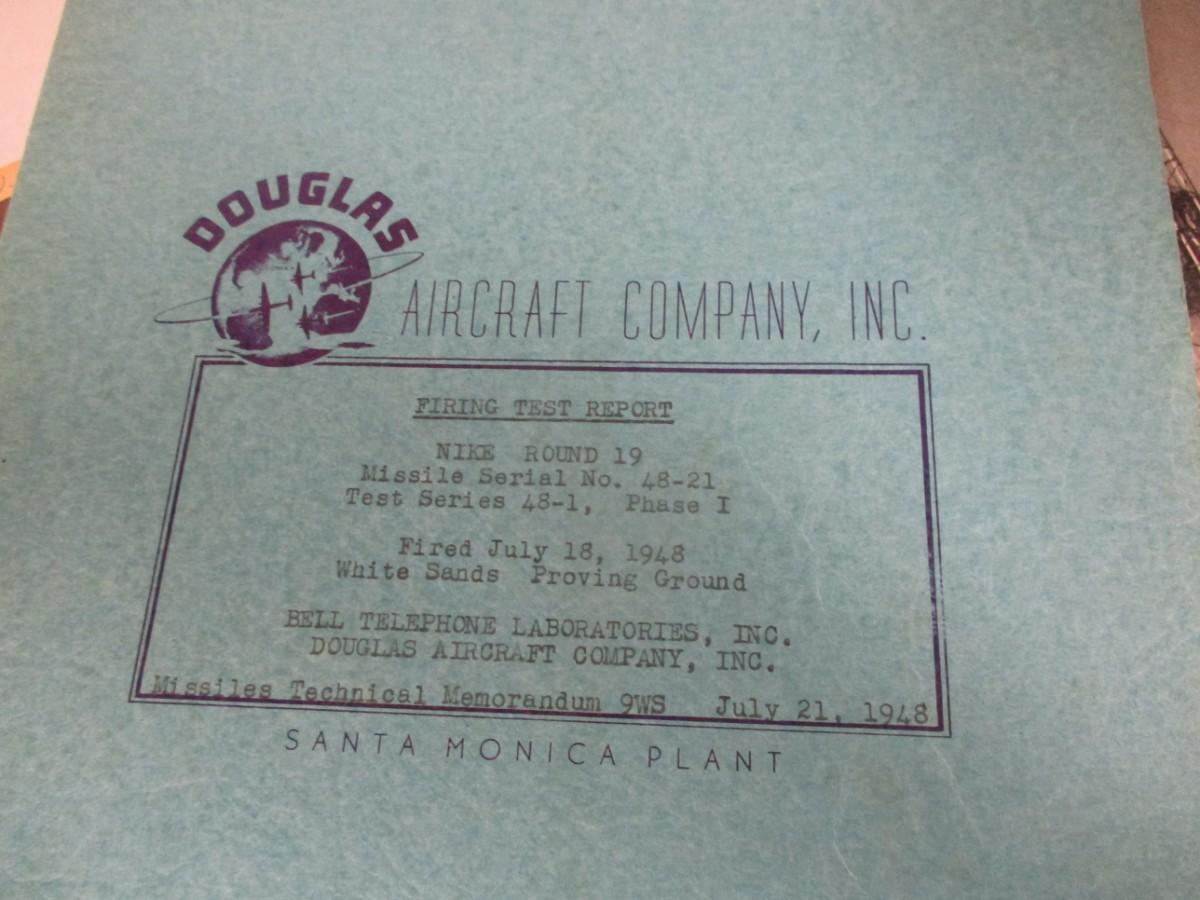 DOUGLAS
AIRCRAFT COMPANY, INC.
FIRING TEST REPORT
NIKE ROUND 19
Missile Serial No. 48-21
Test Series 48-1, Phase I
Fired July 18, 1948
White Sands Proving Ground
BELL TELEPHONE LABORATORIES, INC.
DOUGLAS AIRCRAFT COMPANY, INC.
Missiles Technical Memorandum 9WS July 21, 1948
SANTA MONICA PLANT